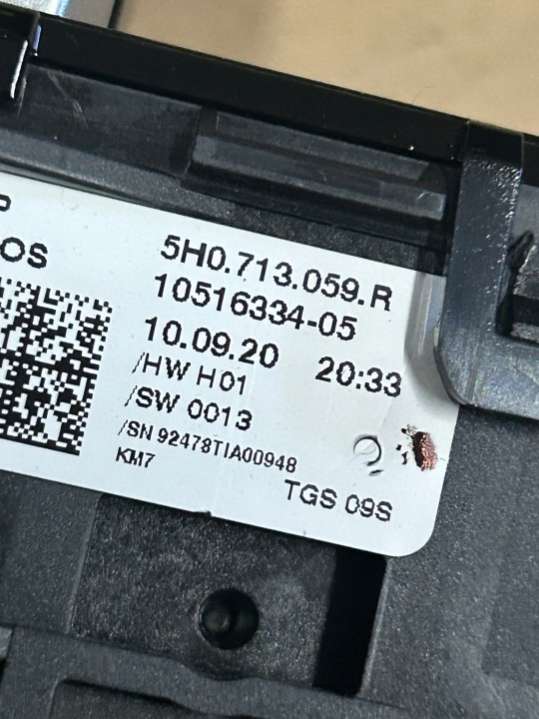 P
OS
5H0.713.059.R
10516334-05
10.09.20 20:33
/HW H01
/SW 0013
/SN 92478TIA00948
KM7
TGS 09S